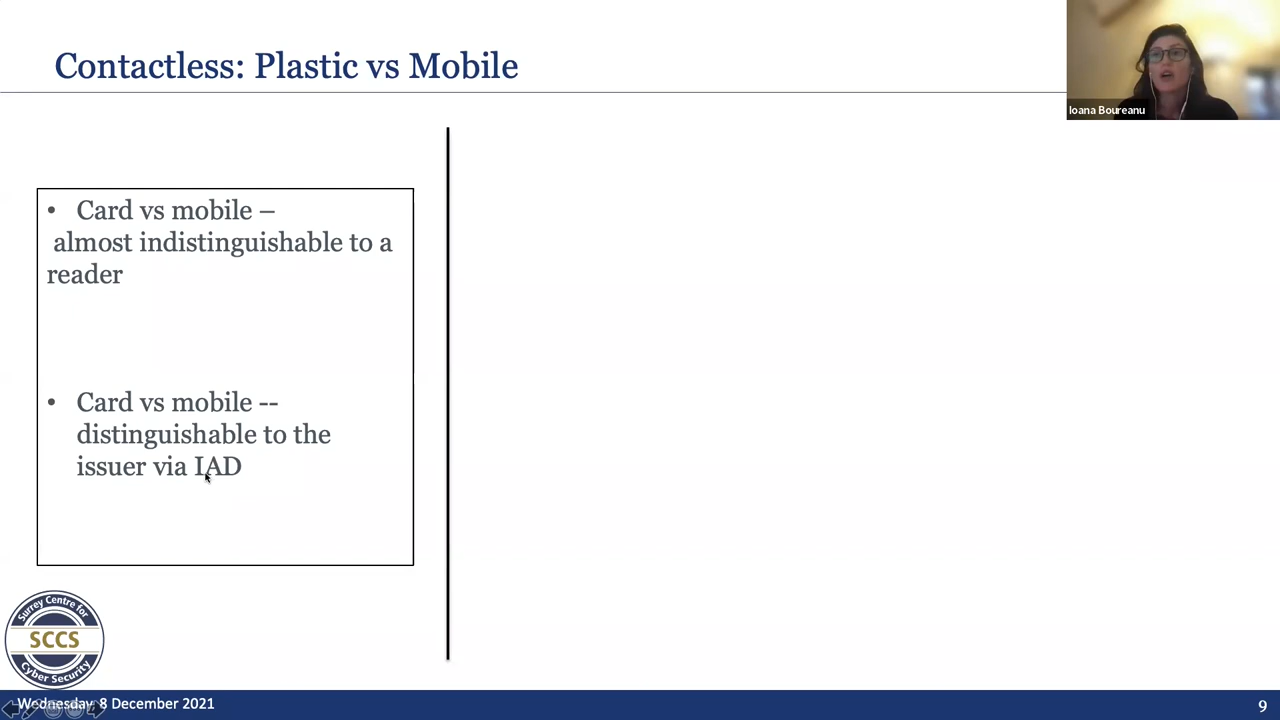 Contactless: Plastic vs Mobile
Ioana Boureanu
• Card vs mobile –
almost indistinguishable to a
reader
• Card vs mobile --
distinguishable to the
issuer via IAD
Surrey Centre for
SCCS
Cyber Security
Wednesday, 8 December 2021
9